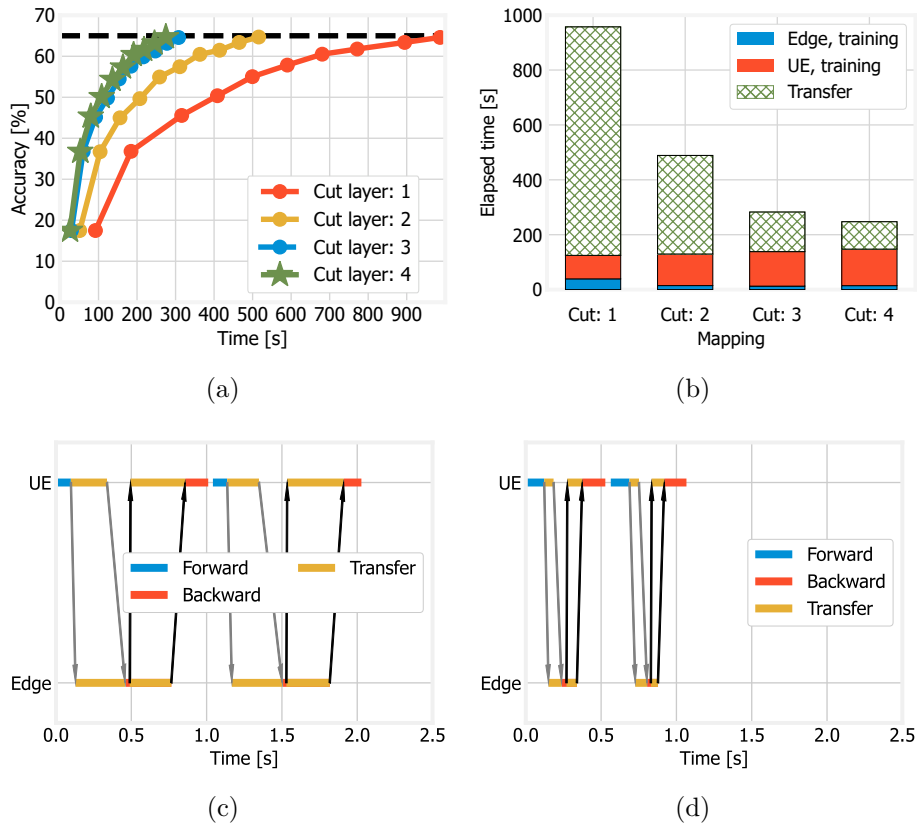 70
60
50
40
30
20
10
0
Accuracy [%]
Cut layer: 1
Cut layer: 2
Cut layer: 3
Cut layer: 4
0 100 200 300 400 500 600 700 800 900
Time [s]
(a)
1000
800
600
400
200
0
Elapsed time [s]
Edge, training
UE, training
Transfer
Cut: 1 Cut: 2 Cut: 3 Cut: 4
Mapping
(b)
UE
Edge
Forward Transfer
Backward
0.0 0.5 1.0 1.5 2.0 2.5
Time [s]
(c)
UE
Edge
Forward
Backward
Transfer
0.0 0.5 1.0 1.5 2.0 2.5
Time [s]
(d)